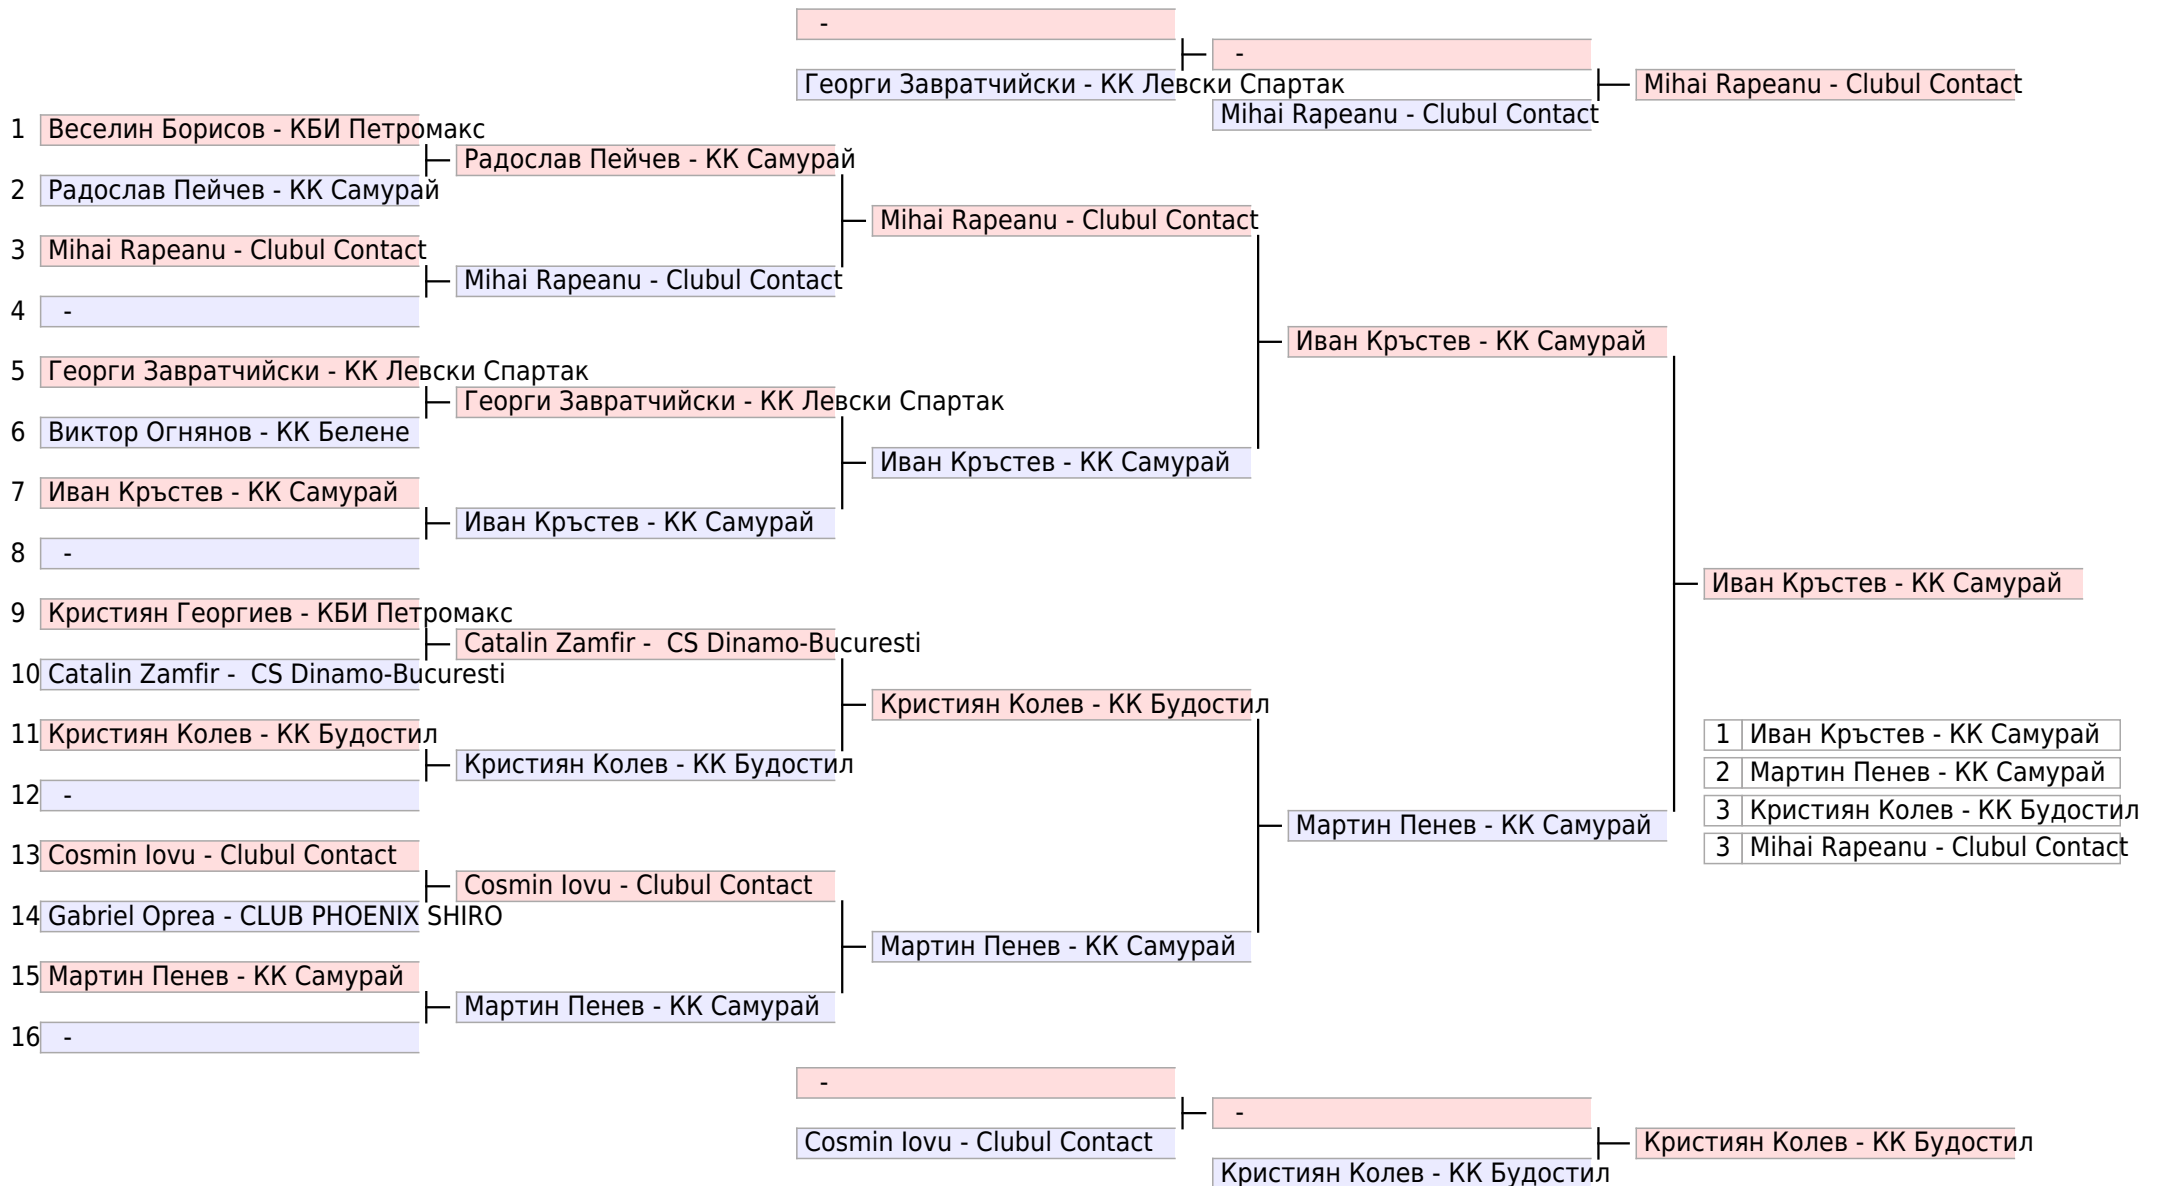 -
-
Георги Завратчийски - КК Левски Спартак
Mihai Rapeanu - Clubul Contact
Mihai Rapeanu - Clubul Contact
1 Веселин Борисов - КБИ Петромакс
Радослав Пейчев - КК Самурай
2 Радослав Пейчев - КК Самурай
Mihai Rapeanu - Clubul Contact
3 Mihai Rapeanu - Clubul Contact
Mihai Rapeanu - Clubul Contact
4 -
Иван Кръстев - КК Самурай
5 Георги Завратчийски - КК Левски Спартак
Георги Завратчийски - КК Левски Спартак
6 Виктор Огнянов - КК Белене
Иван Кръстев - КК Самурай
7 Иван Кръстев - КК Самурай
Иван Кръстев - КК Самурай
8 -
Иван Кръстев - КК Самурай
9 Кристиян Георгиев - КБИ Петромакс
Catalin Zamfir -  CS Dinamo-Bucuresti
10 Catalin Zamfir -  CS Dinamo-Bucuresti
Кристиян Колев - КК Будостил
11 Кристиян Колев - КК Будостил
1 Иван Кръстев - КК Самурай
Кристиян Колев - КК Будостил
2 Мартин Пенев - КК Самурай
12 -
3 Кристиян Колев - КК Будостил
Мартин Пенев - КК Самурай
3 Mihai Rapeanu - Clubul Contact
13 Cosmin Iovu - Clubul Contact
Cosmin Iovu - Clubul Contact
14 Gabriel Oprea - CLUB PHOENIX SHIRO
Мартин Пенев - КК Самурай
15 Мартин Пенев - КК Самурай
Мартин Пенев - КК Самурай
16 -
-
-
Cosmin Iovu - Clubul Contact
Кристиян Колев - КК Будостил
Кристиян Колев - КК Будостил